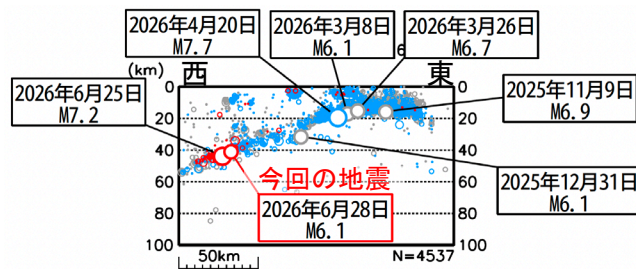 2026年4月20日
M7.7
2026年3月8日
M6.1
6
2026年3月26日
M6.7
(km)
西
東
(km)
2026年6月25日
M7.2
2025年11月9日
M6.9
0
20
40
60
80
100
0
20
40
60
80
100
今回の地震
2026年6月28日
M6.1
2025年12月31日
M6.1
50km
N=4537